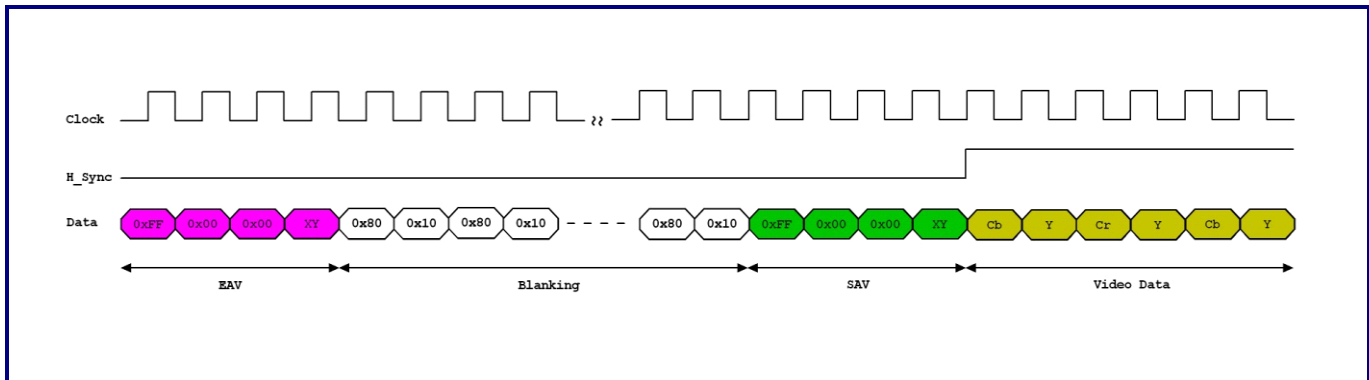 Clock
H_Sync
Data 0xFF 0x00 0x00 XY 0x80 0x10 0x80 0x10 0x80 0x10 0xFF 0x00 0x00 XY Cb Y Cr Y Cb Y
EAV Blanking SAV Video Data